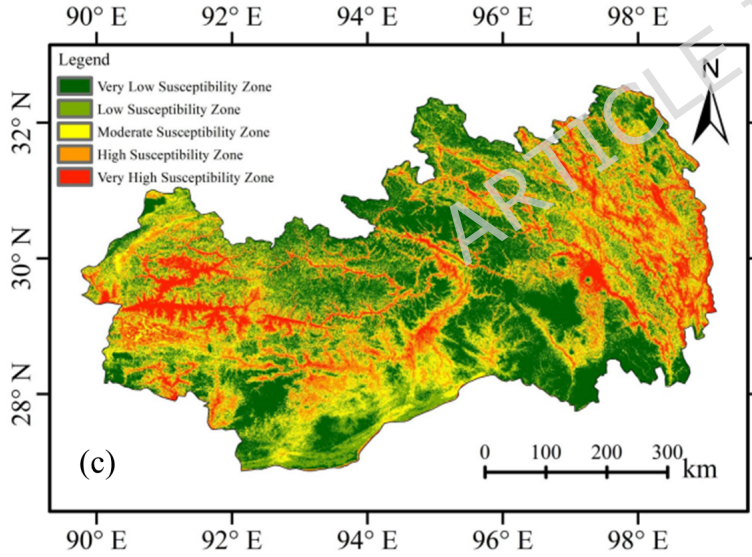 90° E 92° E 94° E 96° E 98° E
Legend
Very Low Susceptibility Zone
Low Susceptibility Zone
Moderate Susceptibility Zone
High Susceptibility Zone
Very High Susceptibility Zone
N
ARTICLE
32° N
30° N
28° N
(c)
0 100 200 300
km
90° E 92° E 94° E 96° E 98° E